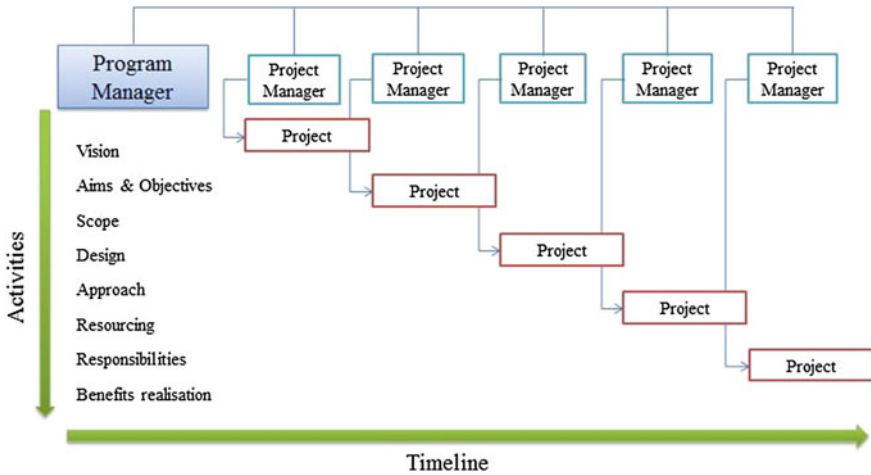 Program
Manager
Project
Manager
Project
Manager
Project
Manager
Project
Manager
Project
Manager
Project
Project
Project
Project
Project
Activities
Vision
Aims & Objectives
Scope
Design
Approach
Resourcing
Responsibilities
Benefits realisation
Timeline